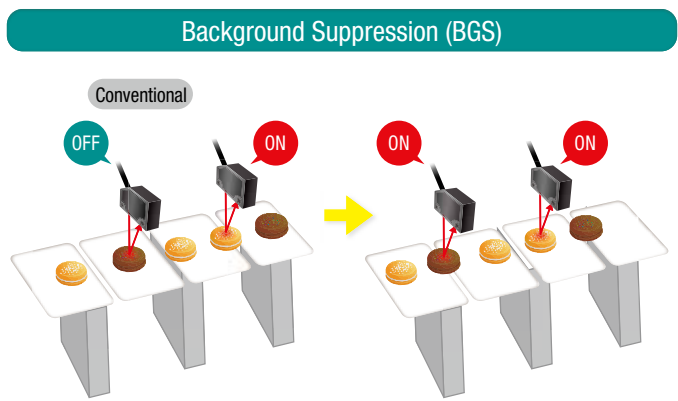 Background Suppression (BGS)
Conventional
OFF
ON
ON
ON